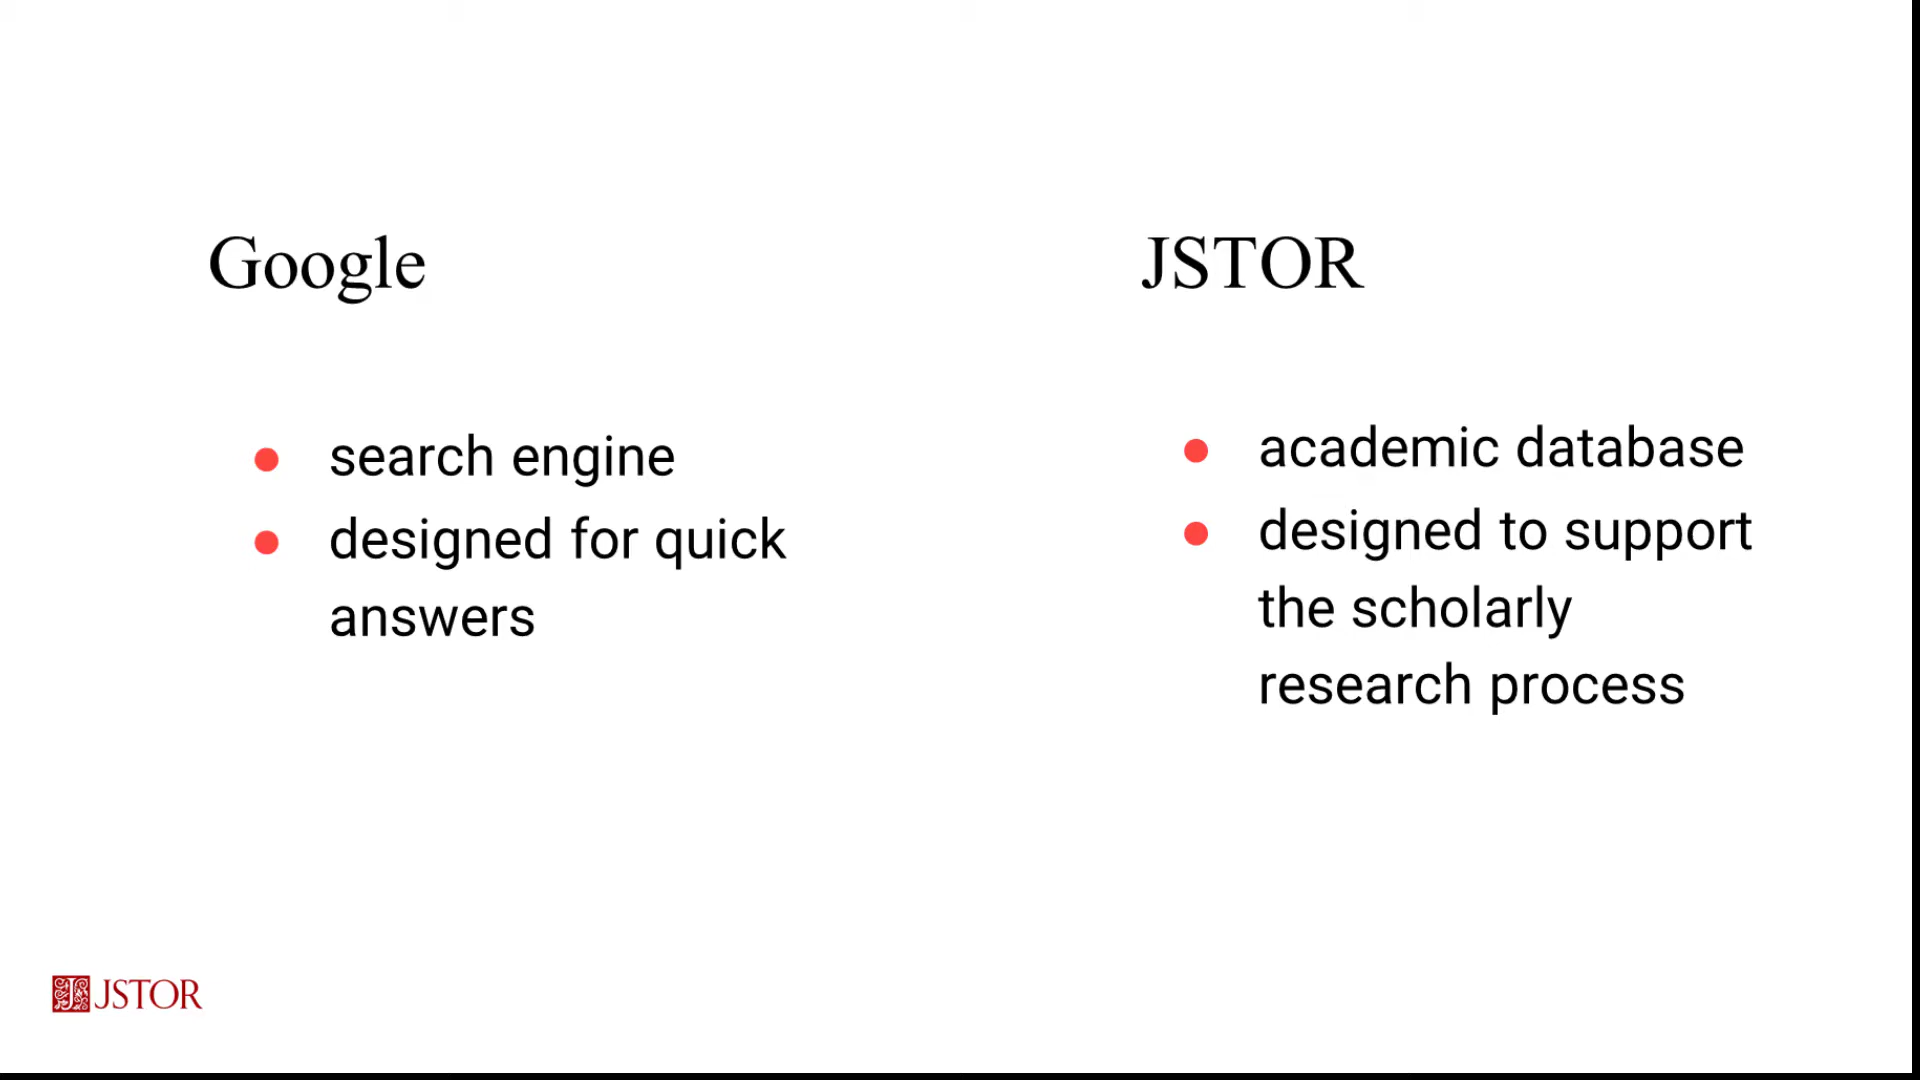 Google
search engine
designed for quick
answers
JSTOR
academic database
designed to support
the scholarly
research process
JSTOR